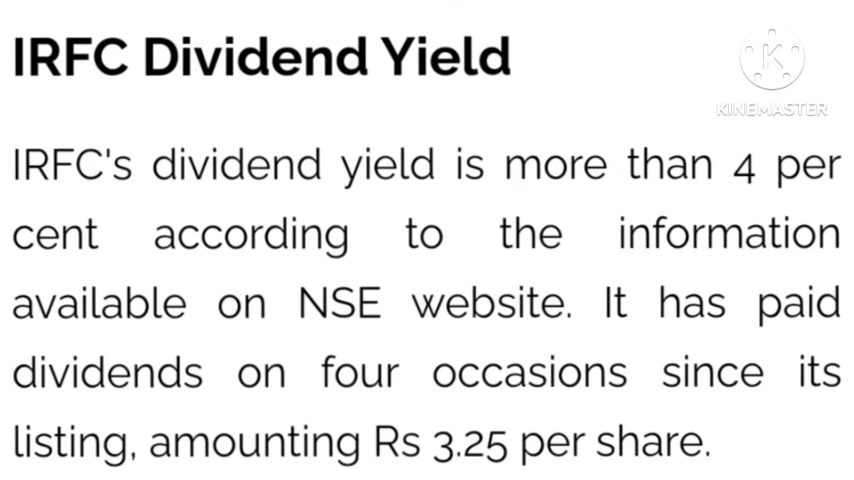 IRFC Dividend Yield
K
KINEMASTER
IRFC's dividend yield is more than 4 per
cent according to the information
available on NSE website. It has paid
dividends on four occasions since its
listing, amounting Rs 3.25 per share.